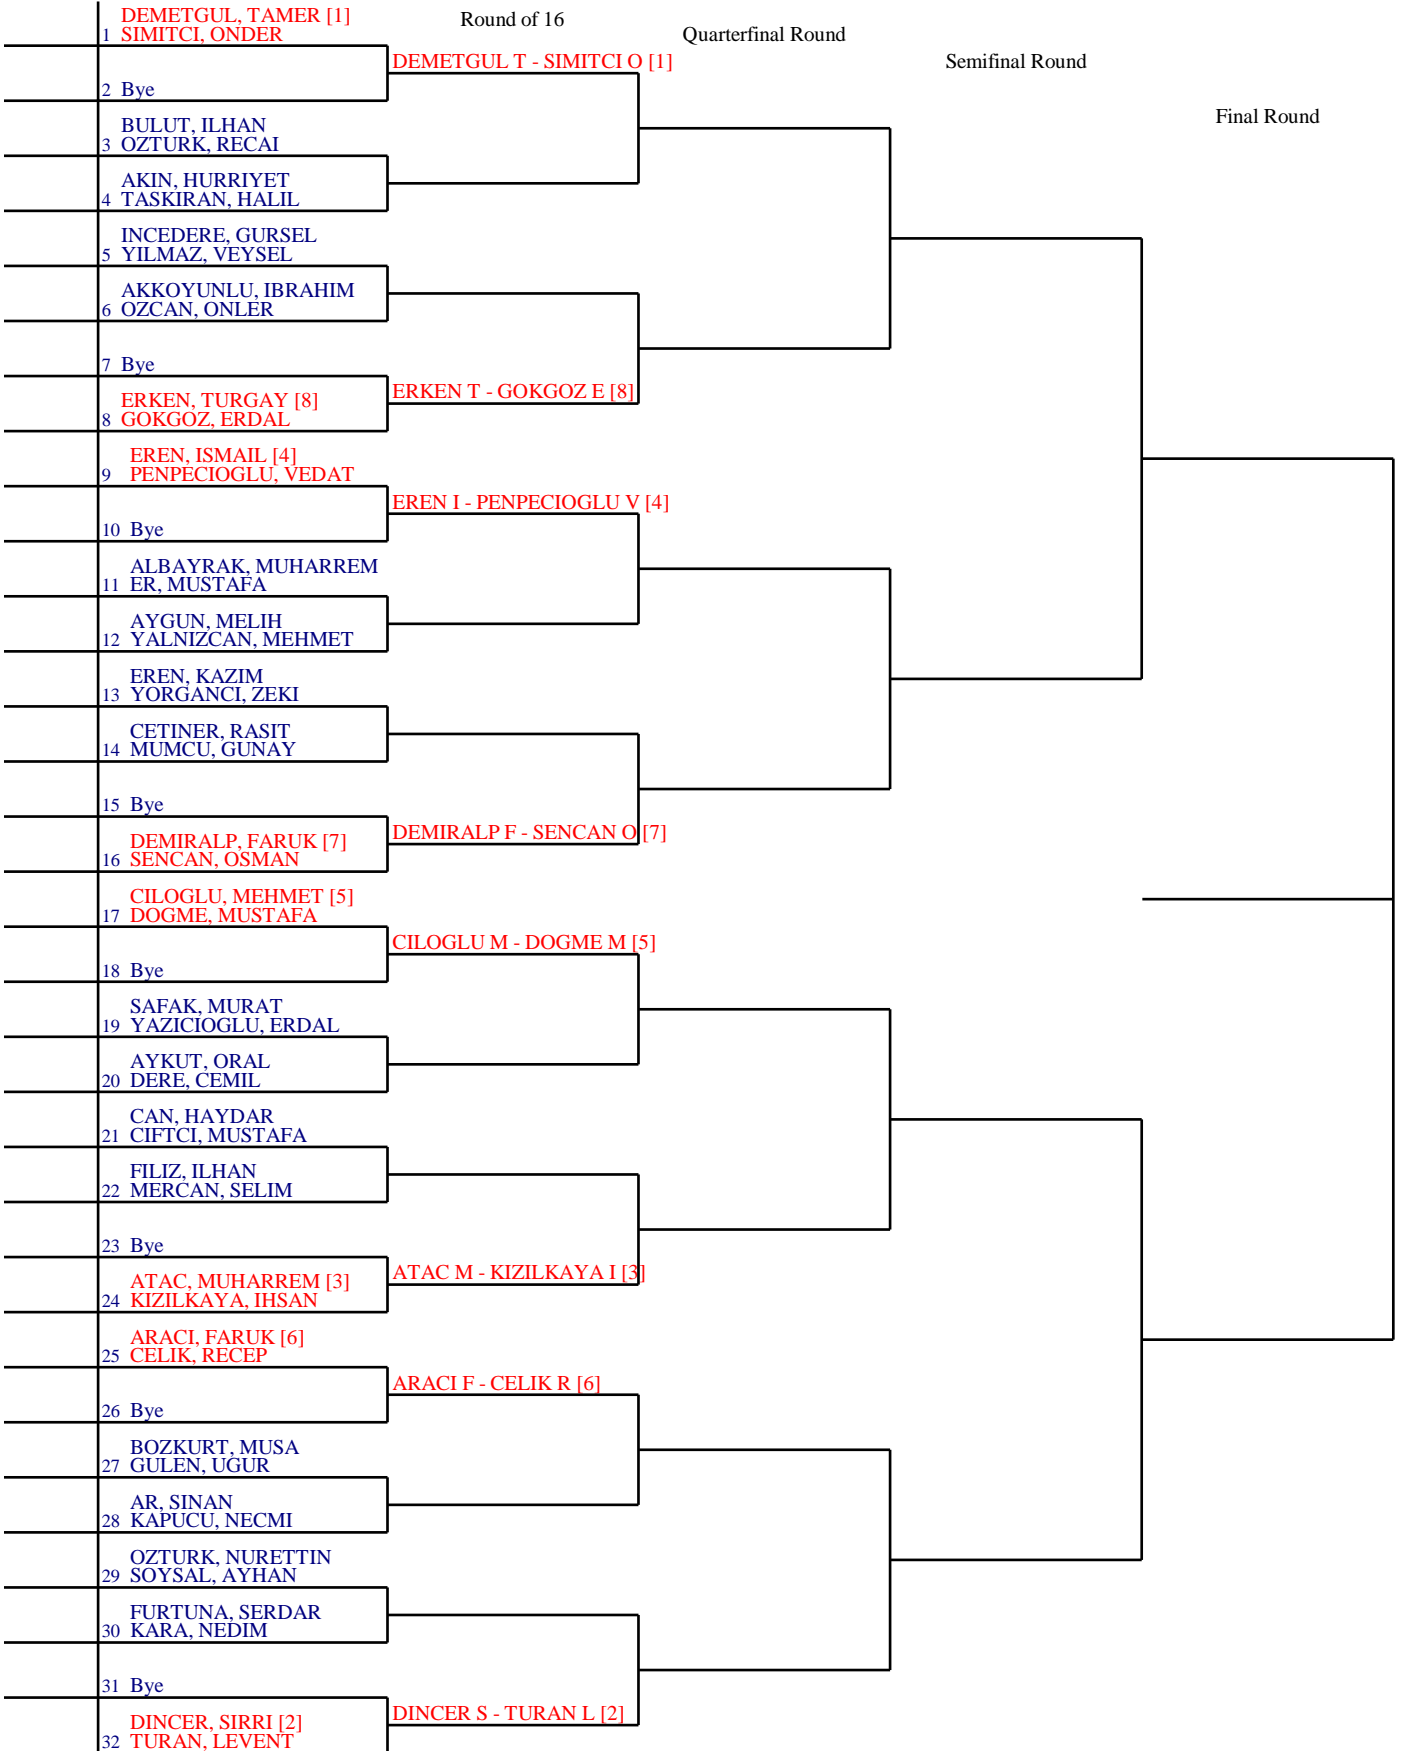 DEMETGUL, TAMER [1]
1 SIMITCI, ONDER
Round of 16
Quarterfinal Round
DEMETGUL T - SIMITCI O [1]
Semifinal Round
2 Bye
Final Round
BULUT, ILHAN
3 OZTURK, RECAI
AKIN, HURRIYET
4 TASKIRAN, HALIL
INCEDERE, GURSEL
5 YILMAZ, VEYSEL
AKKOYUNLU, IBRAHIM
6 OZCAN, ONLER
7 Bye
ERKEN T - GOKGOZ E [8]
ERKEN, TURGAY [8]
8 GOKGOZ, ERDAL
EREN, ISMAIL [4]
9 PENPECIOGLU, VEDAT
EREN I - PENPECIOGLU V [4]
10 Bye
ALBAYRAK, MUHARREM
11 ER, MUSTAFA
AYGUN, MELIH
12 YALNIZCAN, MEHMET
EREN, KAZIM
13 YORGANCI, ZEKI
CETINER, RASIT
14 MUMCU, GUNAY
15 Bye
DEMIRALP F - SENCAN O [7]
DEMIRALP, FARUK [7]
16 SENCAN, OSMAN
CILOGLU, MEHMET [5]
17 DOGME, MUSTAFA
CILOGLU M - DOGME M [5]
18 Bye
SAFAK, MURAT
19 YAZICIOGLU, ERDAL
AYKUT, ORAL
20 DERE, CEMIL
CAN, HAYDAR
21 CIFTCI, MUSTAFA
FILIZ, ILHAN
22 MERCAN, SELIM
23 Bye
ATAC M - KIZILKAYA I [3]
ATAC, MUHARREM [3]
24 KIZILKAYA, IHSAN
ARACI, FARUK [6]
25 CELIK, RECEP
ARACI F - CELIK R [6]
26 Bye
BOZKURT, MUSA
27 GULEN, UGUR
AR, SINAN
28 KAPUCU, NECMI
OZTURK, NURETTIN
29 SOYSAL, AYHAN
FURTUNA, SERDAR
30 KARA, NEDIM
31 Bye
DINCER S - TURAN L [2]
DINCER, SIRRI [2]
32 TURAN, LEVENT